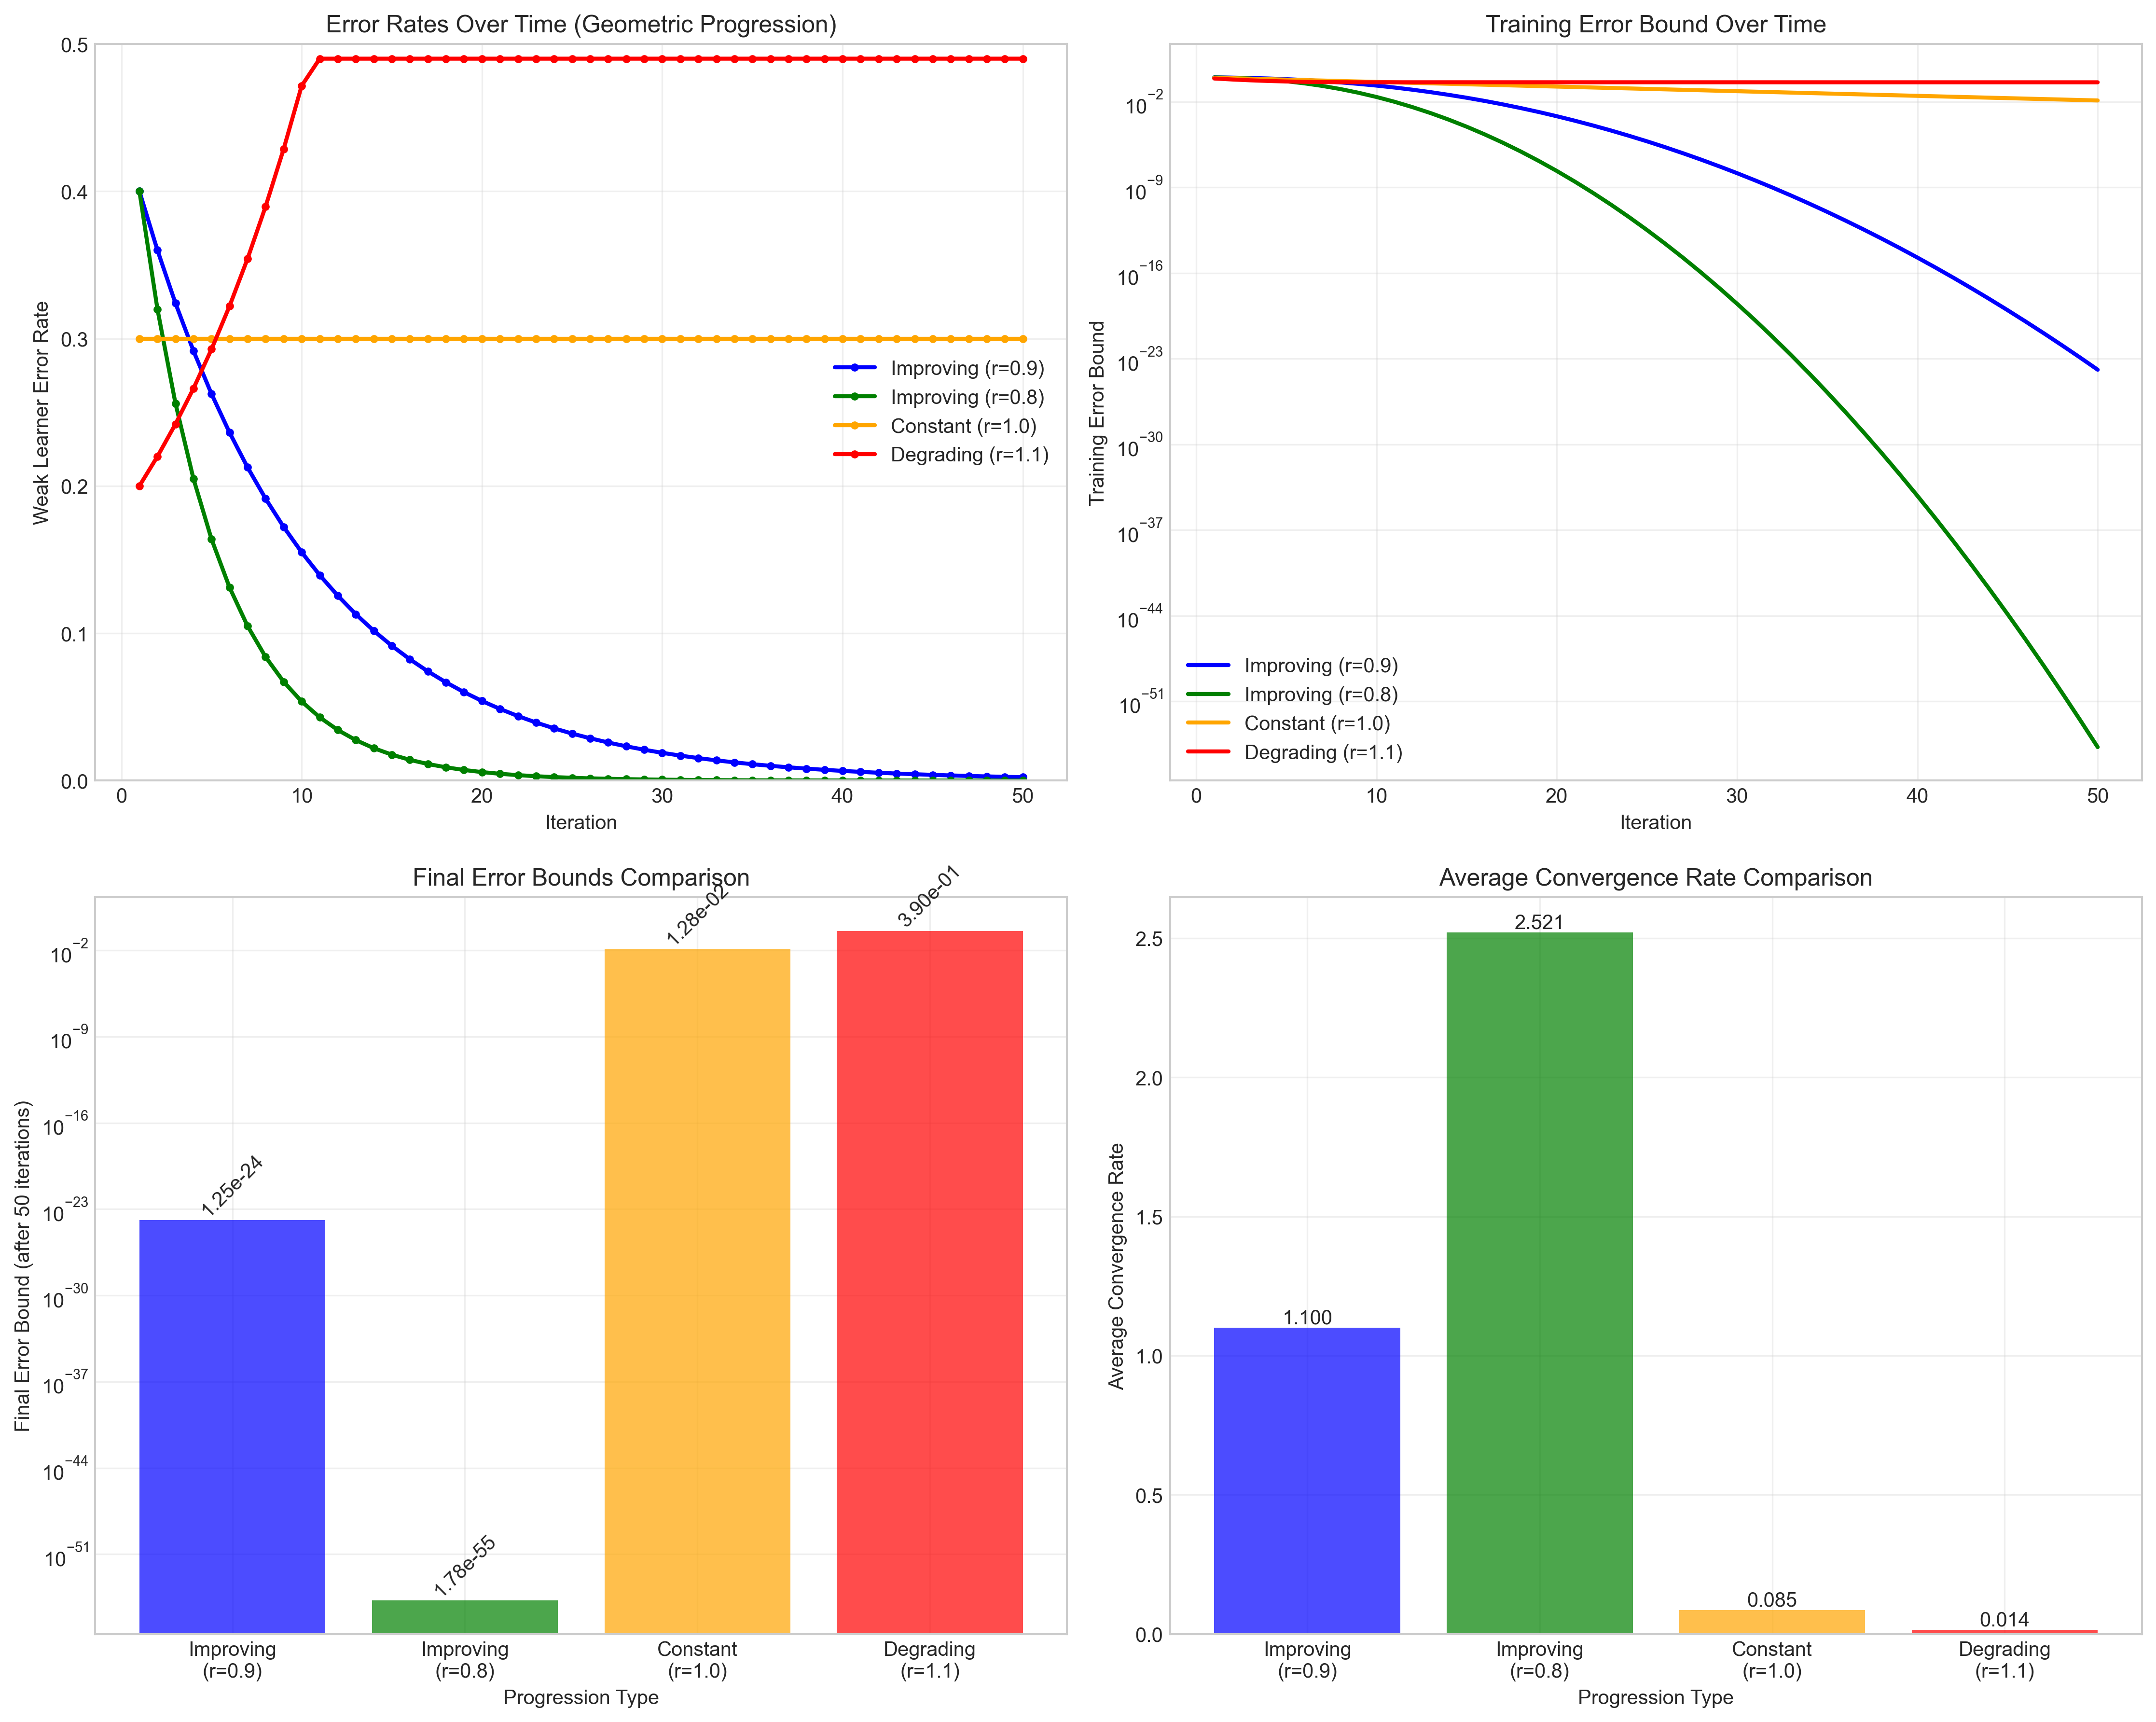 Error Rates Over Time (Geometric Progression)
Weak Learner Error Rate
0.5
0.4
0.3
0.2
0.1
0.0
Improving (r=0.9)
Improving (r=0.8)
Constant (r=1.0)
Degrading (r=1.1)
0 10 20 30 40 50
Iteration
Training Error Bound Over Time
Training Error Bound
10⁻²
10⁻⁹
10⁻¹⁶
10⁻²³
10⁻³⁰
10⁻³⁷
10⁻⁴⁴
10⁻⁵¹
Improving (r=0.9)
Improving (r=0.8)
Constant (r=1.0)
Degrading (r=1.1)
0 10 20 30 40 50
Iteration
Final Error Bounds Comparison
Final Error Bound (after 50 iterations)
10⁻²
10⁻⁹
10⁻¹⁶
10⁻²³
10⁻³⁰
10⁻³⁷
10⁻⁴⁴
10⁻⁵¹
1.25e-24
1.78e-55
1.28e-02
3.90e-01
Improving Improving Constant Degrading
(r=0.9) (r=0.8) (r=1.0) (r=1.1)
Progression Type
Average Convergence Rate Comparison
Average Convergence Rate
2.5
2.0
1.5
1.0
0.5
0.0
1.100
2.521
0.085
0.014
Improving Improving Constant Degrading
(r=0.9) (r=0.8) (r=1.0) (r=1.1)
Progression Type